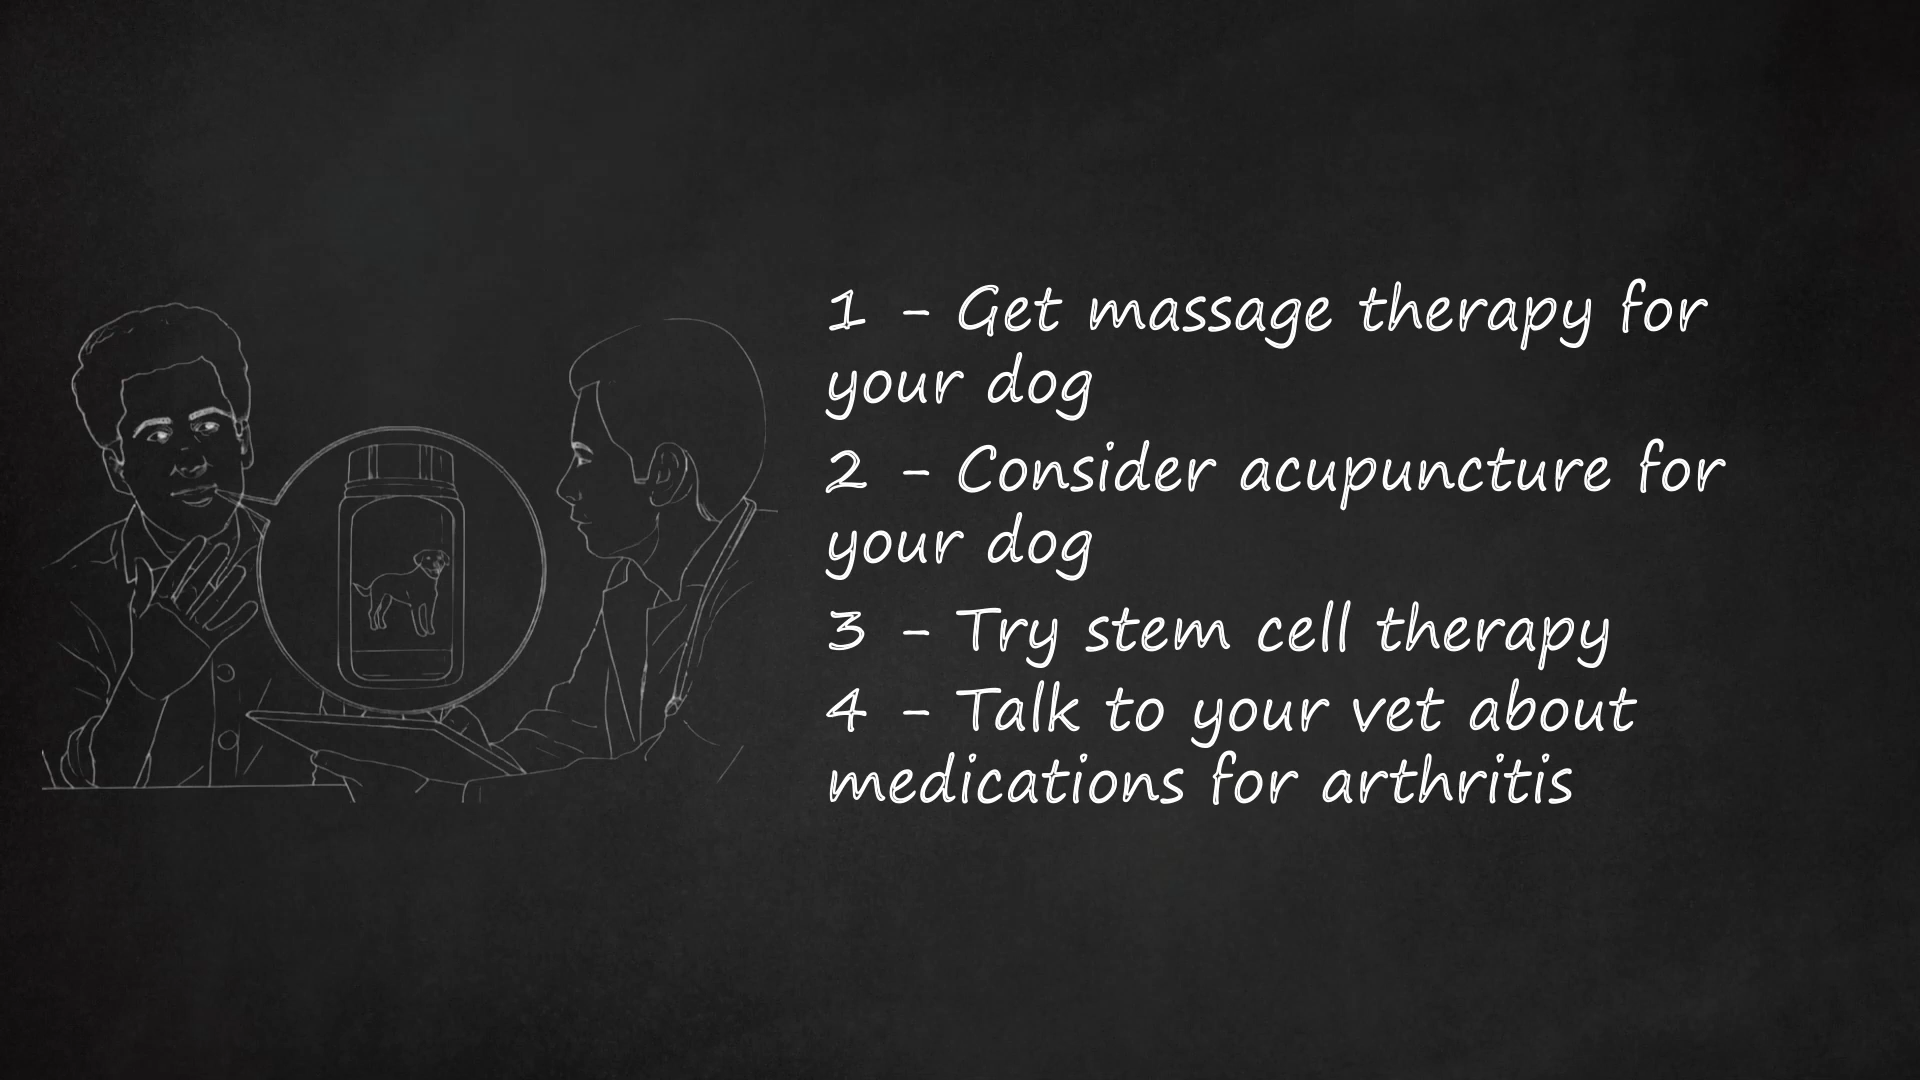 1 - Get massage therapy for
your dog
2 - Consider acupuncture for
your dog
3 - Try stem cell therapy
4 - Talk to your vet about
medications for arthritis